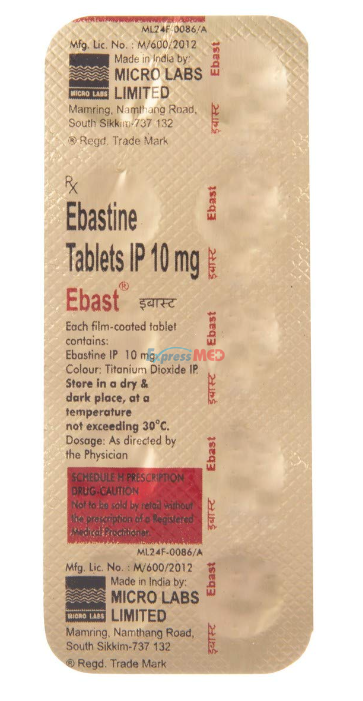 ML24F-0086/A
Mfg. Lic. No. : M/600/2012
Made in India by:
MICRO LABS
LIMITED
MICRO LABS
Mamring, Namthang Road,
South Sikkim-737 132
® Regd. Trade Mark
Rx
Ebastine
Tablets IP 10 mg
Ebast® इबास्ट
Each film-coated tablet
contains:
Ebastine IP 10 mg
Colour: Titanium Dioxide IP.
Store in a dry &
dark place, at a
temperature
not exceeding 30°C.
Dosage: As directed by
the Physician
SCHEDULE H PRESCRIPTION
DRUG-CAUTION
Not to be sold by retail without
the prescription of a Registered
Medical Practitioner.
ML24F-0086/A
Mfg. Lic. No. : M/600/2012
Made in India by:
MICRO LABS
LIMITED
MICRO LABS
Mamring, Namthang Road,
South Sikkim-737 132
® Regd. Trade Mark
Ebast
इबास्ट
Ebast
इबास्ट
Ebast
इबास्ट
Ebast
इबास्ट
Ebast
इबास्ट
ExpressMED